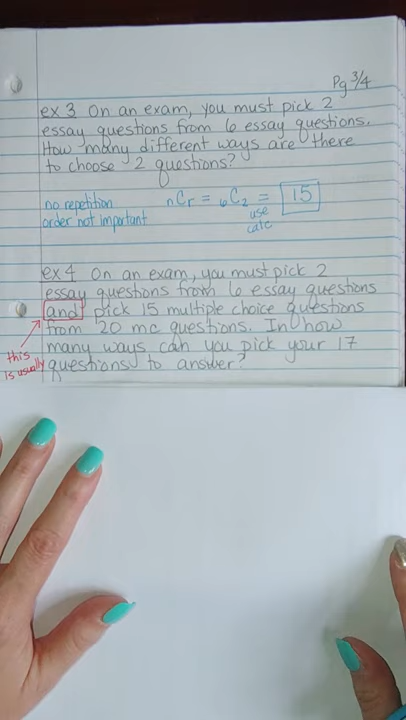 Pg 3/4
ex 3 On an exam, you must pick 2
essay questions from 6 essay questions.
How many different ways are there
to choose 2 questions?
no repetition
order not important
nCr = 6C2 = 15
use
calc
ex 4 On an exam, you must pick 2
essay questions from 6 essay questions
and pick 15 multiple choice questions
from 20 mc questions. In how
many ways can you pick your 17
questions to answer?
this
is usually